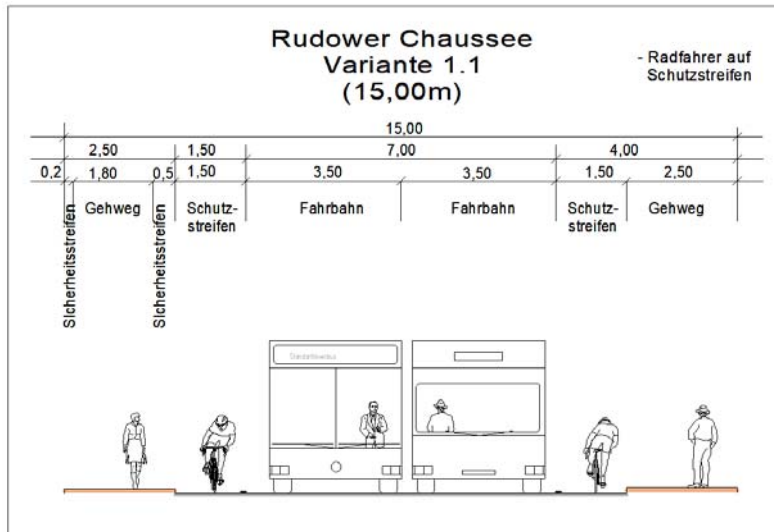 Rudower Chaussee
Variante 1.1
(15,00m)
- Radfahrer auf
Schutzstreifen
15,00
2,50 1,50 7,00 4,00
0,2 1,80 0,5 1,50 3,50 3,50 1,50 2,50
Sicherheitsstreifen
Gehweg
Sicherheitsstreifen
Schutz-
streifen
Fahrbahn
Fahrbahn
Schutz-
streifen
Gehweg